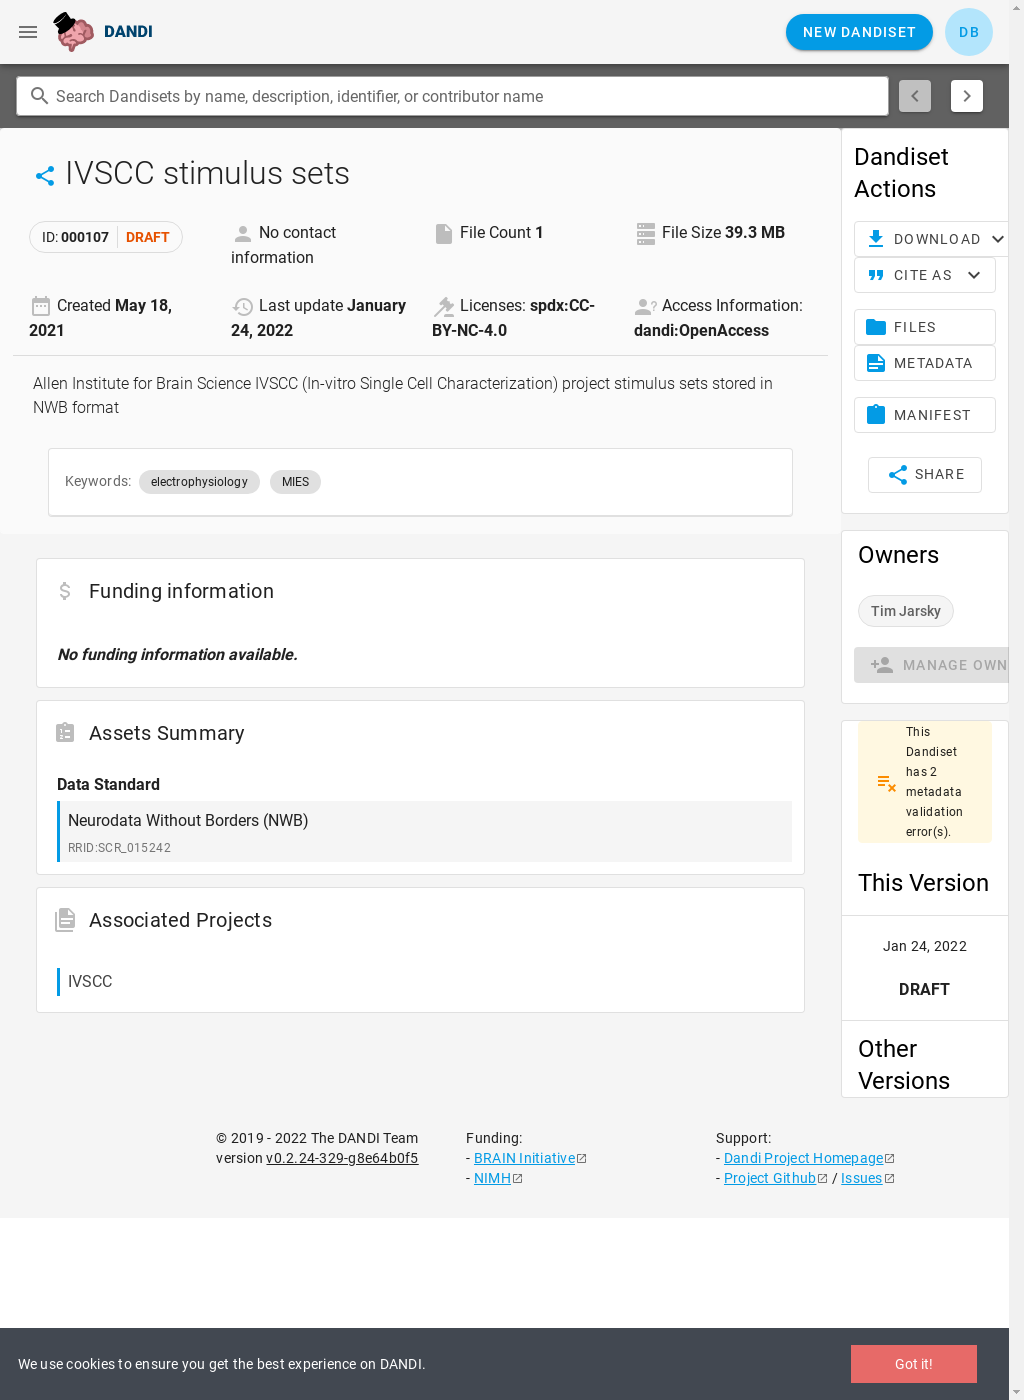 DANDI
NEW DANDISET
DB
Search Dandisets by name, description, identifier, or contributor name
IVSCC stimulus sets
ID: 000107 DRAFT
No contact
information
File Count 1
File Size 39.3 MB
Created May 18,
2021
Last update January
24, 2022
Licenses: spdx:CC-
BY-NC-4.0
Access Information:
dandi:OpenAccess
Allen Institute for Brain Science IVSCC (In-vitro Single Cell Characterization) project stimulus sets stored in
NWB format
Keywords: electrophysiology MIES
Funding information
No funding information available.
Assets Summary
Data Standard
Neurodata Without Borders (NWB)
RRID:SCR_015242
Associated Projects
IVSCC
Dandiset
Actions
DOWNLOAD
CITE AS
FILES
METADATA
MANIFEST
SHARE
Owners
Tim Jarsky
MANAGE OWN
This
Dandiset
has 2
metadata
validation
error(s).
This Version
Jan 24, 2022
DRAFT
Other
Versions
© 2019 - 2022 The DANDI Team
version v0.2.24-329-g8e64b0f5
Funding:
- BRAIN Initiative
- NIMH
Support:
- Dandi Project Homepage
- Project Github / Issues
We use cookies to ensure you get the best experience on DANDI.
Got it!